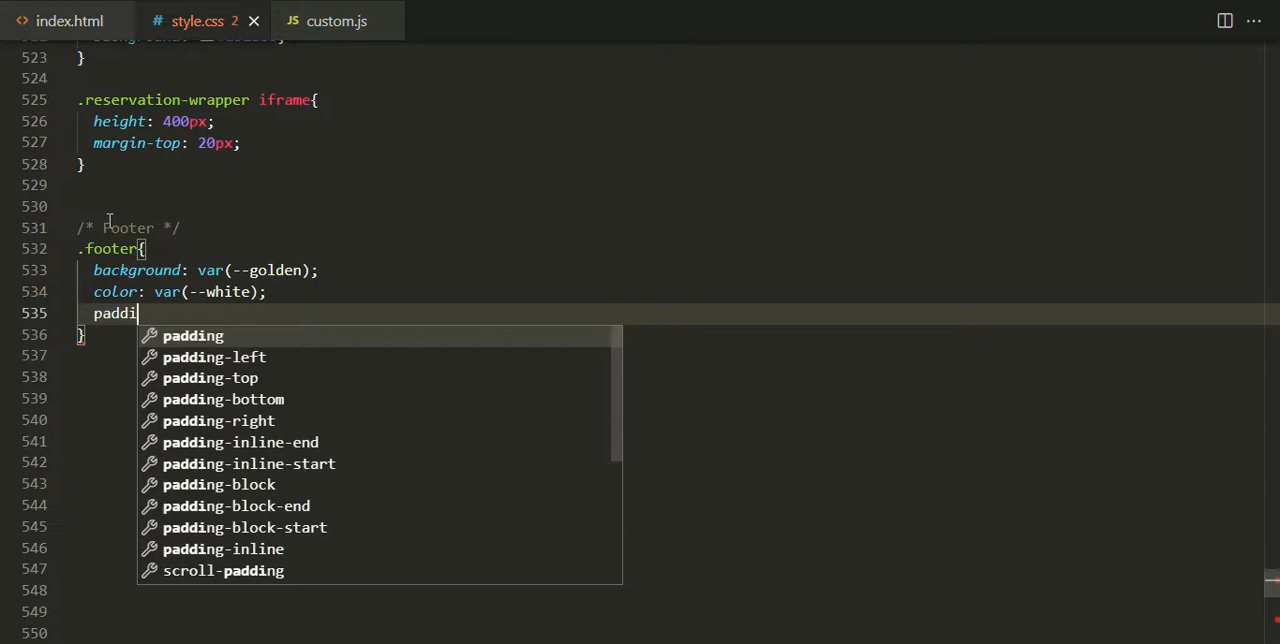 index.html
style.css 2
custom.js
523 }
524
525 .reservation-wrapper iframe{
526 height: 400px;
527 margin-top: 20px;
528 }
529
530
531 /* Footer */
532 .footer{
533 background: var(--golden);
534 color: var(--white);
535 paddi
536 }
537 padding
538 padding-left
539 padding-top
540 padding-bottom
541 padding-right
542 padding-inline-end
543 padding-inline-start
544 padding-block
545 padding-block-end
546 padding-block-start
547 padding-inline
548 scroll-padding
549
550